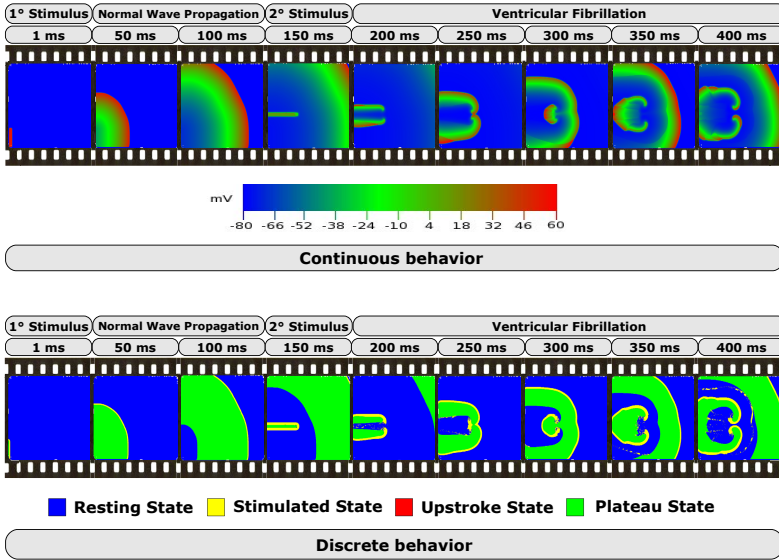 1° Stimulus Normal Wave Propagation 2° Stimulus Ventricular Fibrillation
1 ms 50 ms 100 ms 150 ms 200 ms 250 ms 300 ms 350 ms 400 ms
mV
-80 -66 -52 -38 -24 -10 4 18 32 46 60
Continuous behavior
1° Stimulus Normal Wave Propagation 2° Stimulus Ventricular Fibrillation
1 ms 50 ms 100 ms 150 ms 200 ms 250 ms 300 ms 350 ms 400 ms
Resting State Stimulated State Upstroke State Plateau State
Discrete behavior